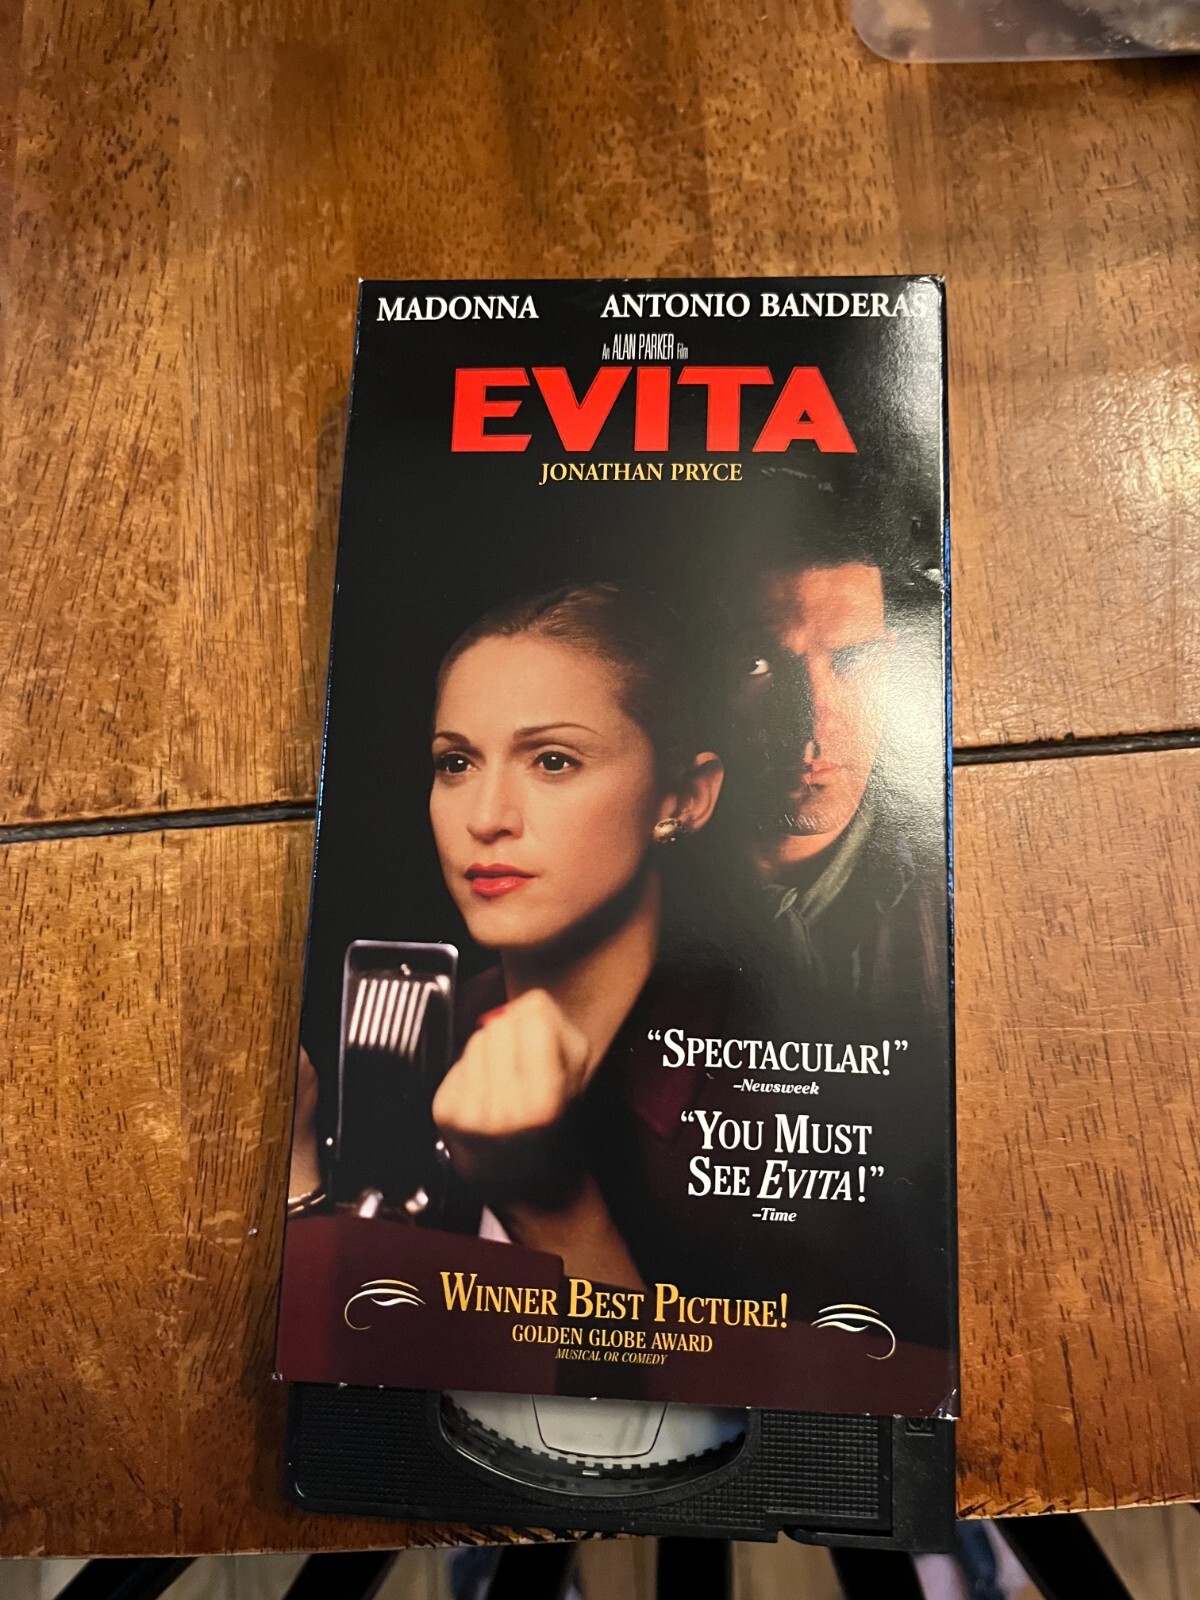 MADONNA ANTONIO BANDERAS
An ALAN PARKER Film
EVITA
JONATHAN PRYCE
“SPECTACULAR!”
–Newsweek
“YOU MUST
SEE EVITA!”
–Time
WINNER BEST PICTURE!
GOLDEN GLOBE AWARD
MUSICAL OR COMEDY